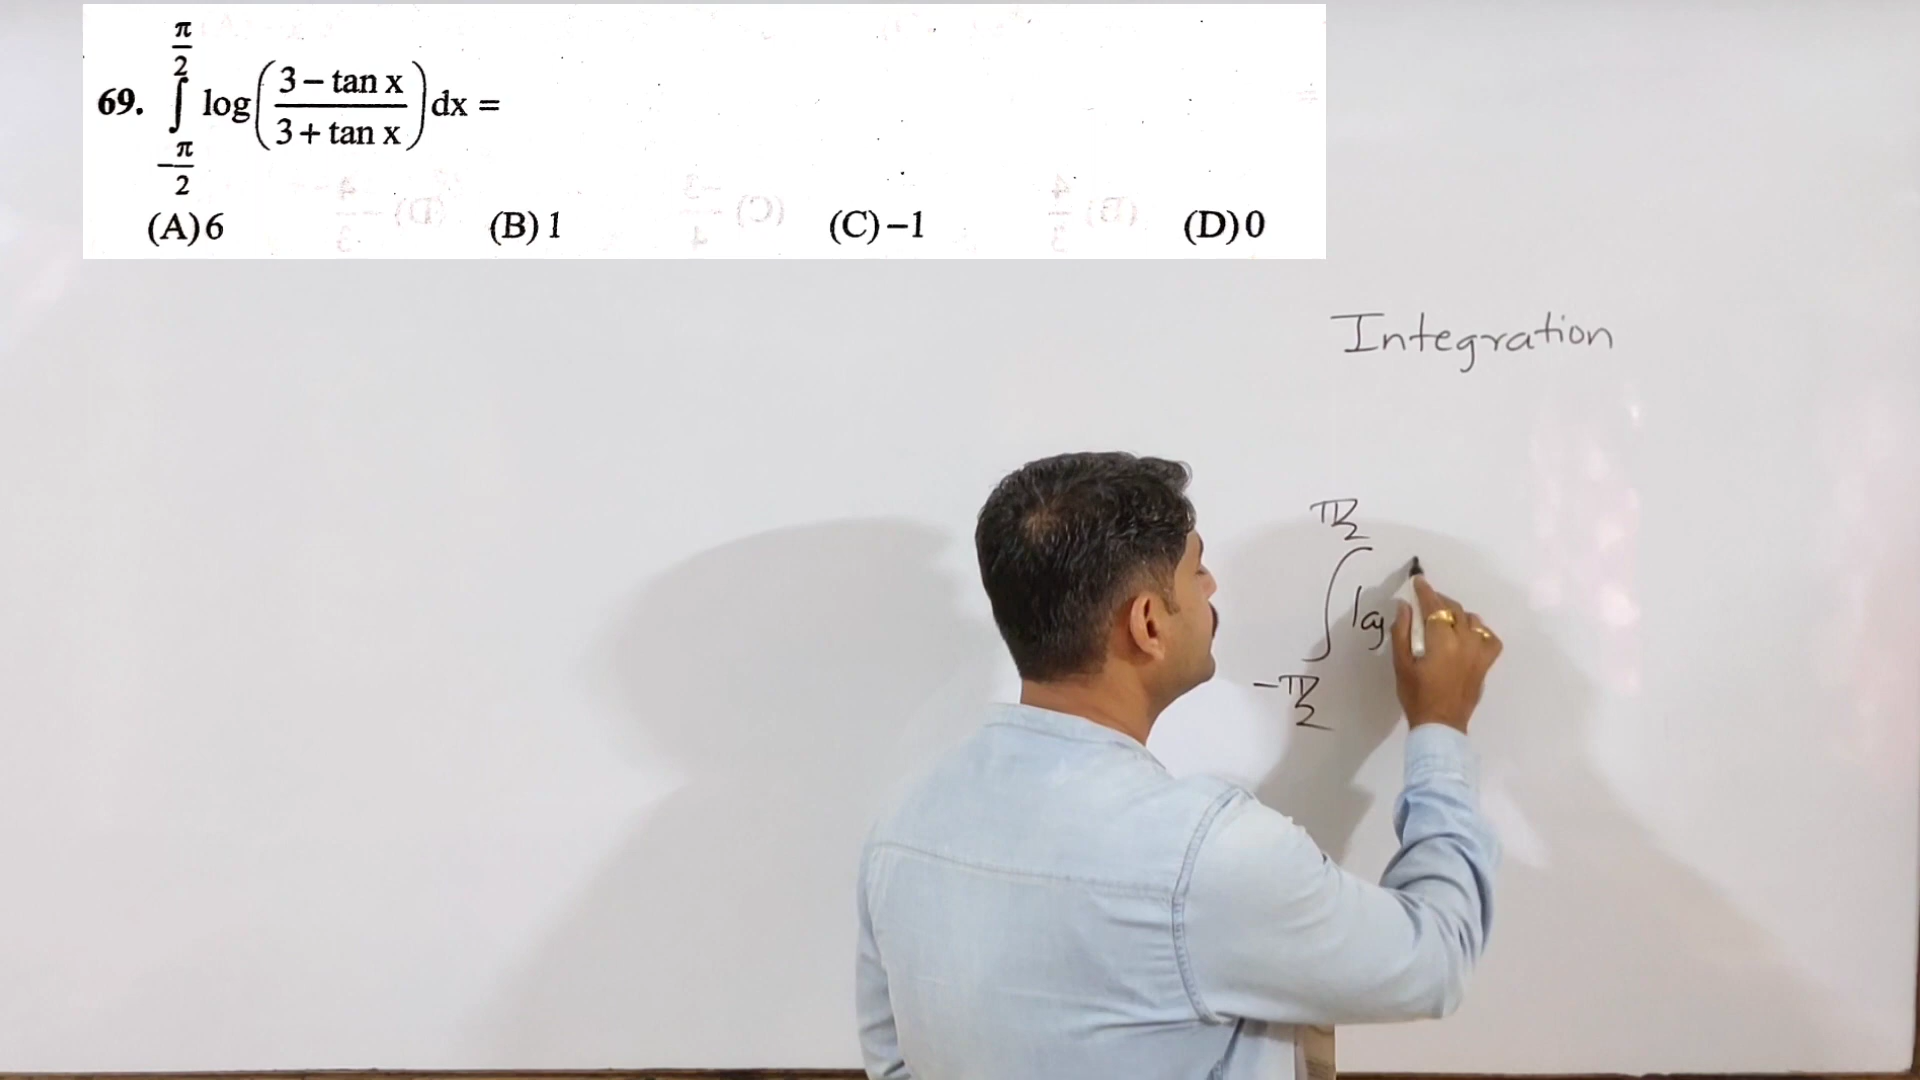 69. ∫_{-π/2}^{π/2} log((3 – tan x)/(3 + tan x)) dx =
(A) 6 (B) 1 (C) –1 (D) 0
Integration
π/2
∫ log
-π/2